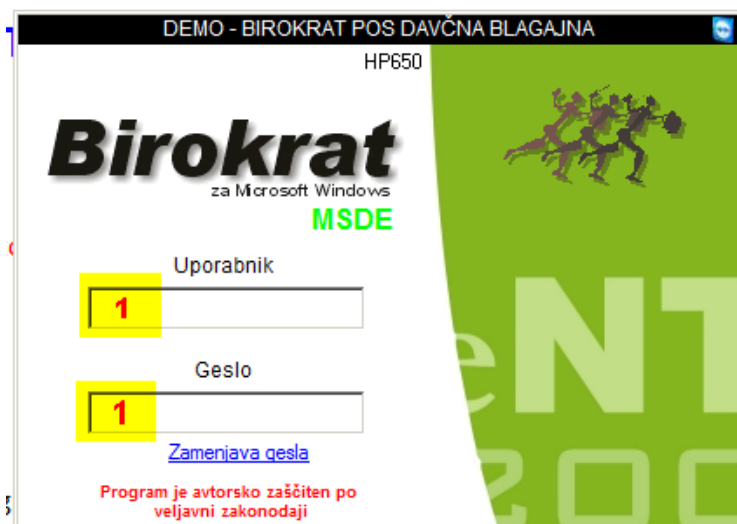 DEMO - BIROKRAT POS DAVČNA BLAGAJNA
HP650
Birokrat
za Microsoft Windows
MSDE
Uporabnik
1
Geslo
1
Zamenjava gesla
Program je avtorsko zaščiten po
veljavni zakonodaji
eNT